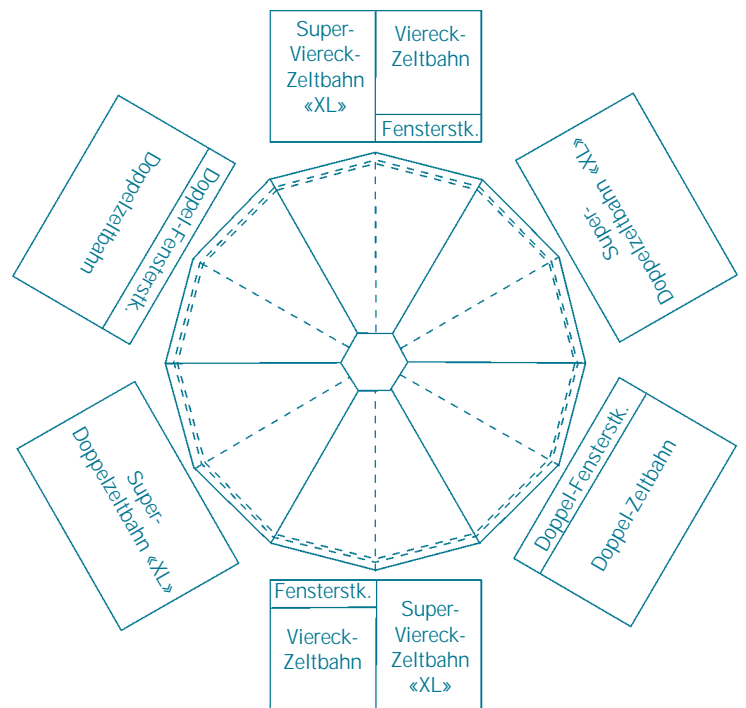 Super-
Viereck-
Zeltbahn
«XL»
Viereck-
Zeltbahn
Fensterstk.
Doppelzeltbahn
Doppel-Fensterstk.
Super-
Doppelzeltbahn «XL»
Super-
Doppelzeltbahn «XL»
Doppel-Fensterstk.
Doppel-Zeltbahn
Fensterstk.
Viereck-
Zeltbahn
Super-
Viereck-
Zeltbahn
«XL»